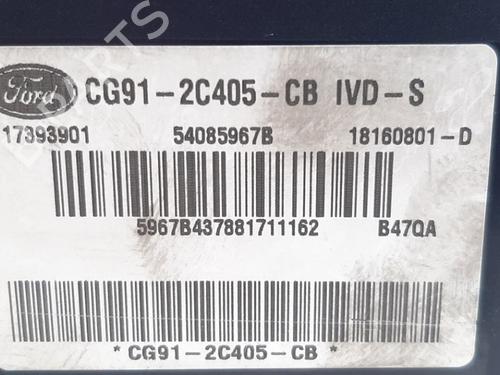 Ford CG91-2C405-CB IVD-S
17393901 54085967B 18160801-D
5967B437881711162 B47QA
*CG91-2C405-CB*